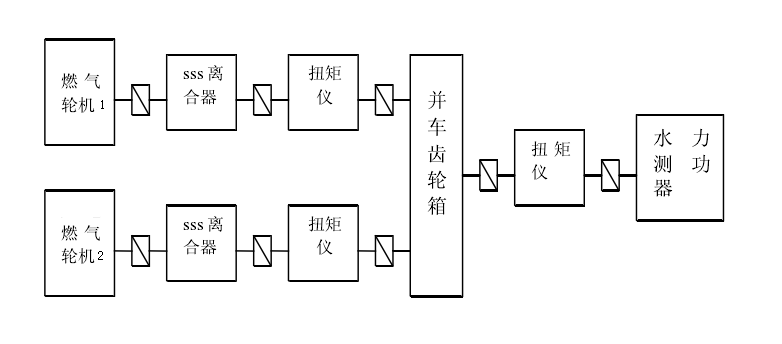 燃气
轮机1
sss离
合器
扭矩
仪
并
车
齿
轮
箱
扭矩
仪
水力
测功
器
燃气
轮机2
sss离
合器
扭矩
仪